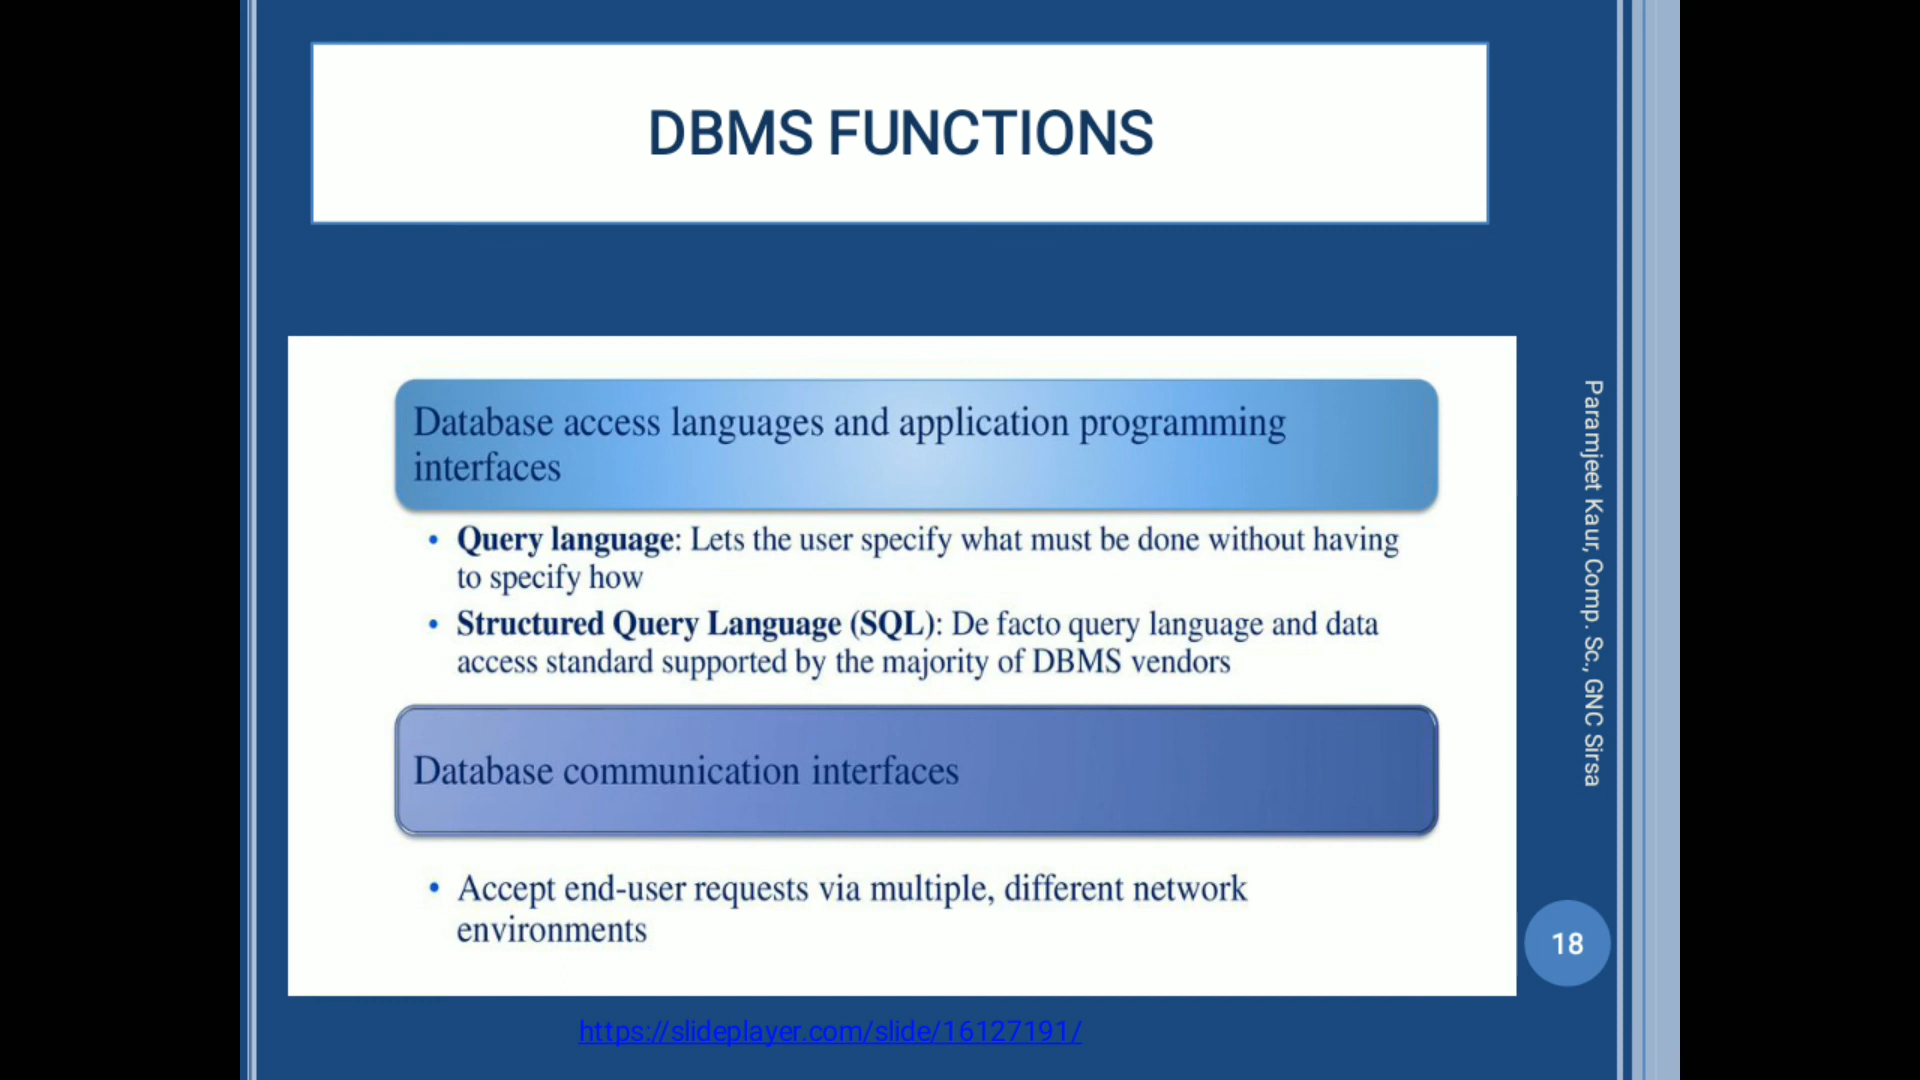 DBMS FUNCTIONS
Database access languages and application programming
interfaces
• Query language: Lets the user specify what must be done without having
to specify how
• Structured Query Language (SQL): De facto query language and data
access standard supported by the majority of DBMS vendors
Database communication interfaces
• Accept end-user requests via multiple, different network
environments
Paramjeet Kaur, Comp. Sc., GNC Sirsa
18
https://slideplayer.com/slide/16127191/